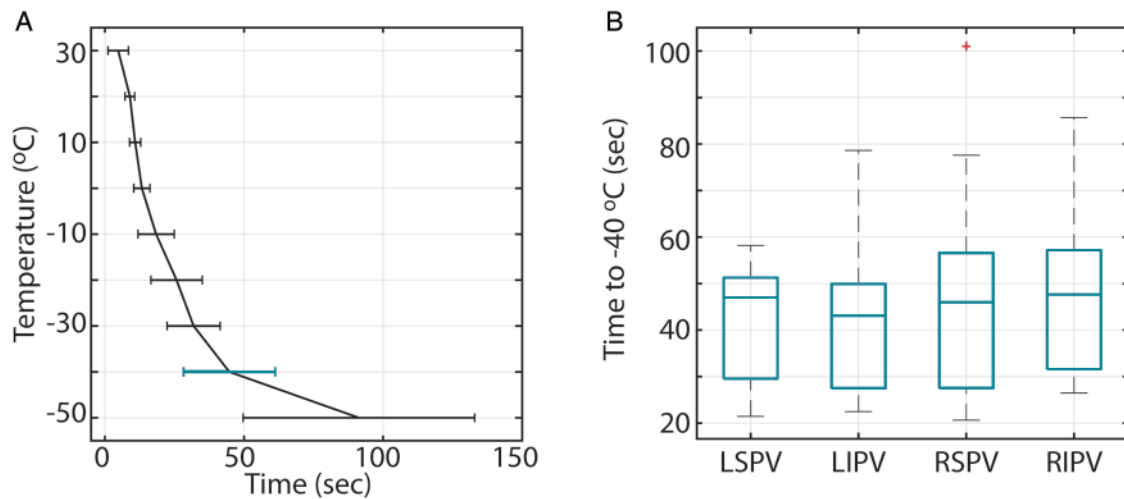 A
Temperature (ºC)
30
10
-10
-30
-50
0
50
100
150
Time (sec)
B
Time to -40 ºC (sec)
100
80
60
40
20
LSPV
LIPV
RSPV
RIPV